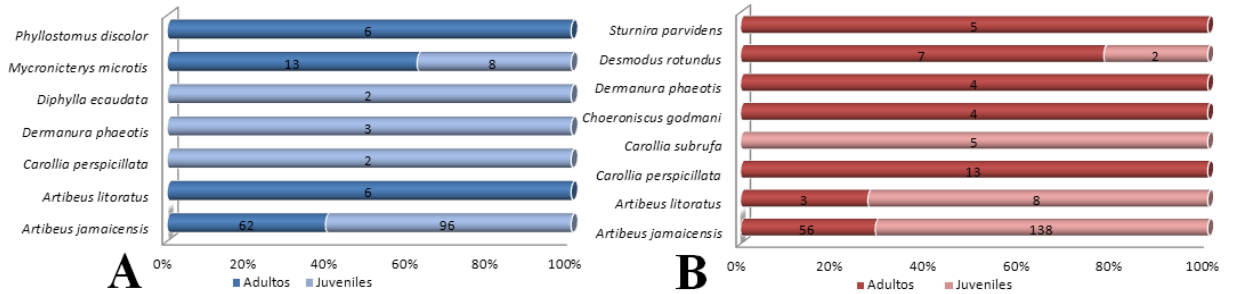 Phyllostomus discolor
6
Mycronicterys microtis
13 8
Diphylla ecaudata
2
Dermanura phaeotis
3
Carollia perspicillata
2
Artibeus litoratus
6
Artibeus jamaicensis
62 96
0% 20% 40% 60% 80% 100%
Adultos Juveniles
A
Sturnira parvidens
5
Desmodus rotundus
7 2
Dermanura phaeotis
4
Choeroniscus godmani
4
Carollia subrufa
5
Carollia perspicillata
13
Artibeus litoratus
3 8
Artibeus jamaicensis
56 138
0% 20% 40% 60% 80% 100%
Adultos Juveniles
B